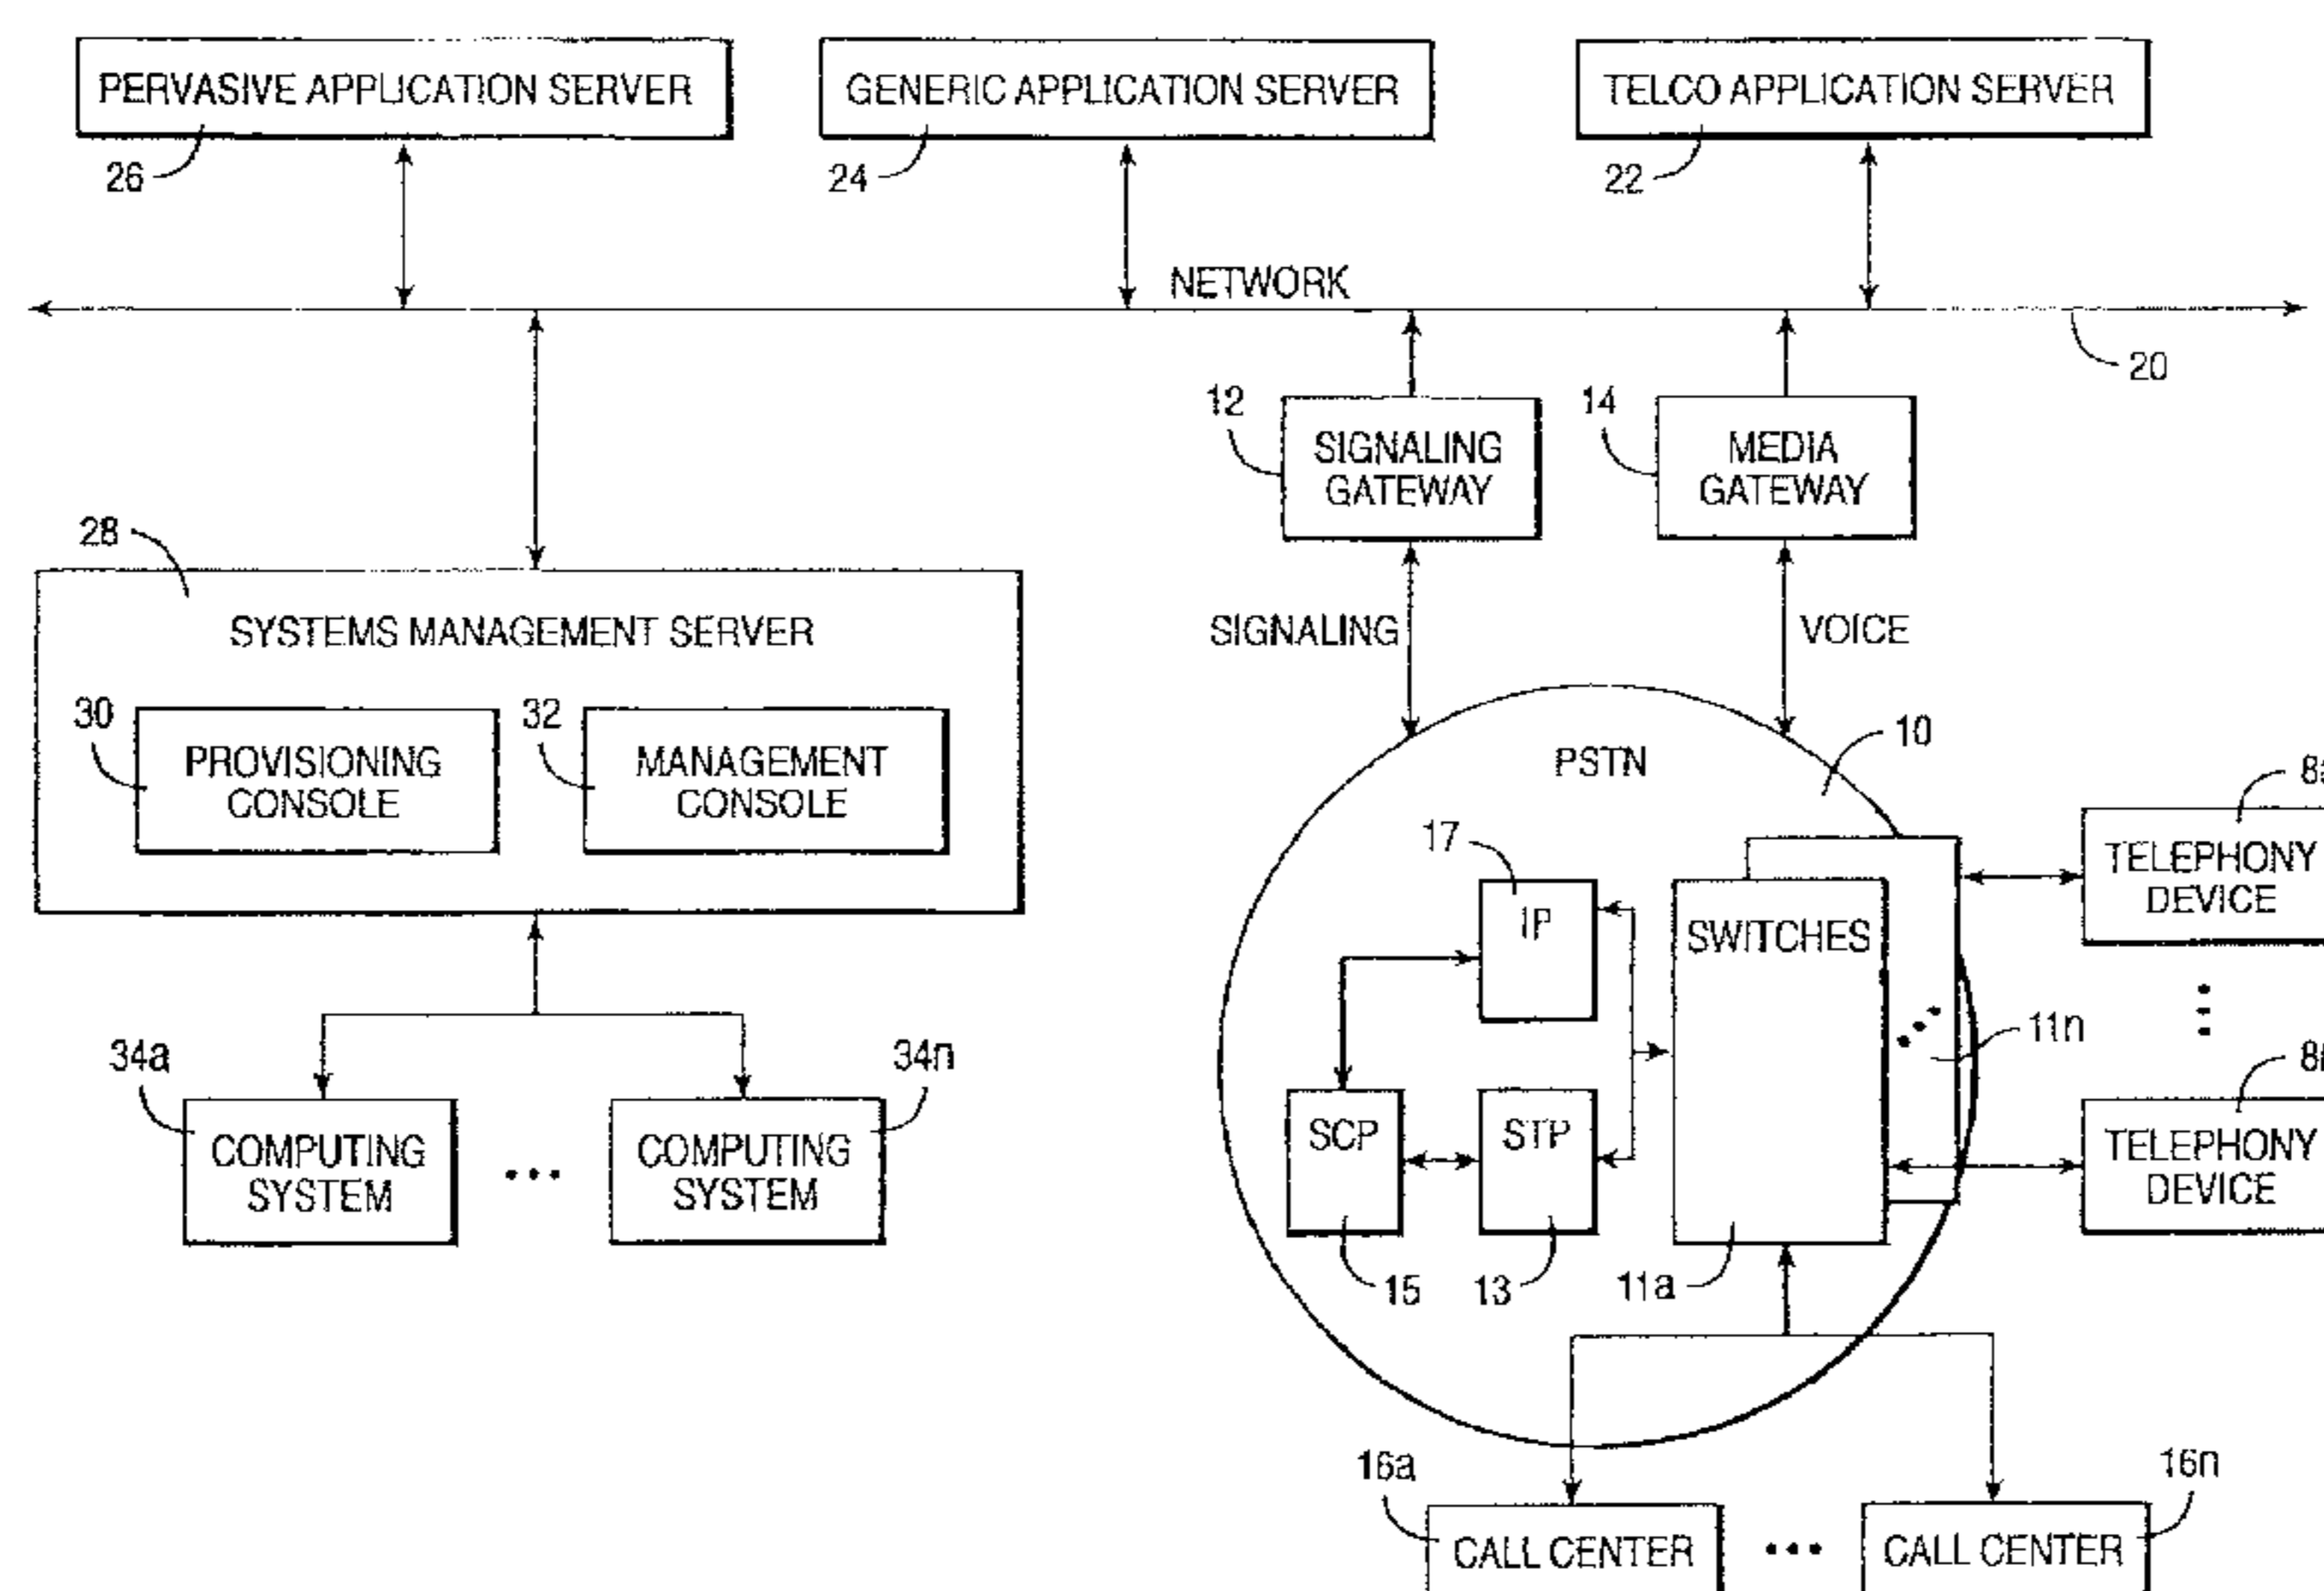 PERVASIVE APPLICATION SERVER
GENERIC APPLICATION SERVER
TELCO APPLICATION SERVER
26
24
22
NETWORK
20
12
SIGNALING
GATEWAY
14
MEDIA
GATEWAY
28
SYSTEMS MANAGEMENT SERVER
SIGNALING
VOICE
30
PROVISIONING
CONSOLE
32
MANAGEMENT
CONSOLE
PSTN
10
17
IP
SWITCHES
TELEPHONY
DEVICE
11n
34a
COMPUTING
SYSTEM
34n
COMPUTING
SYSTEM
SCP
STP
TELEPHONY
DEVICE
15
13
11a
16a
CALL CENTER
16n
CALL CENTER